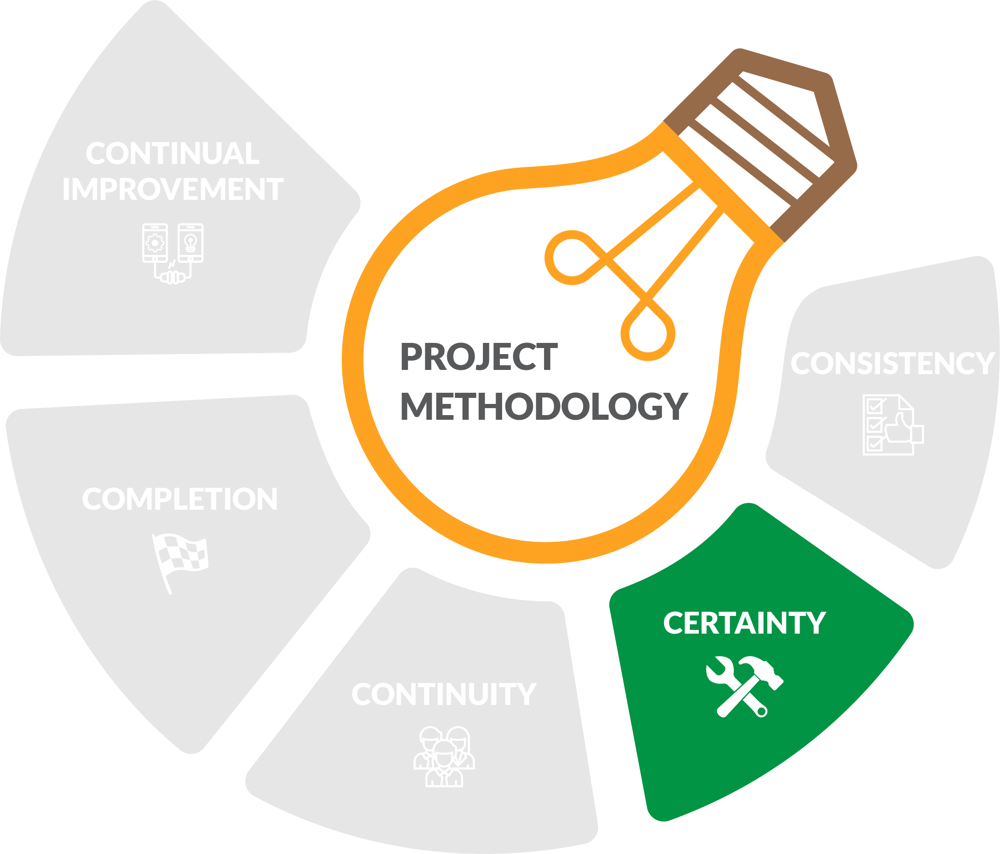 CONTINUAL
IMPROVEMENT
PROJECT
METHODOLOGY
CONSISTENCY
COMPLETION
CERTAINTY
CONTINUITY